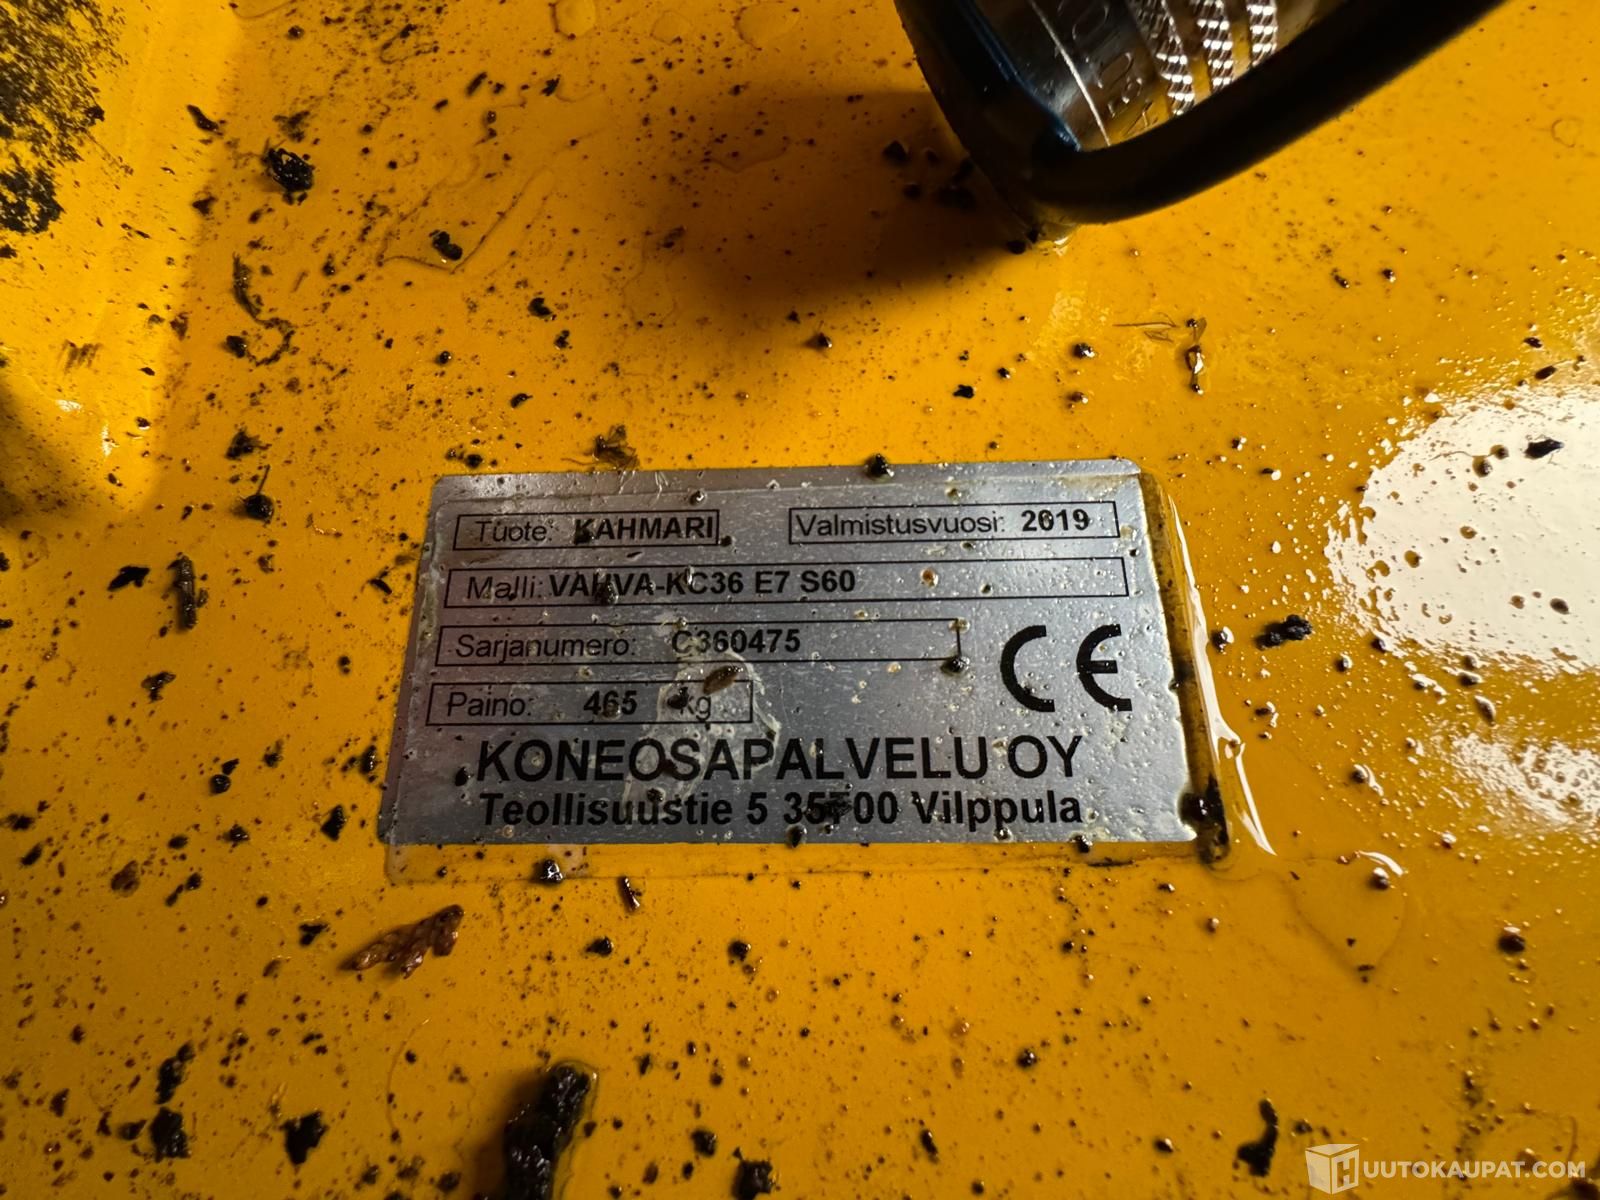 Tuote: KAHMARI Valmistusvuosi: 2019
Malli: VAHVA-KC36 E7 S60
Sarjanumero: C360475
Paino: 465 kg
CE
KONEOSAPALVELU OY
Teollisuustie 5 35700 Vilppula
HUUTOKAUPAT.COM